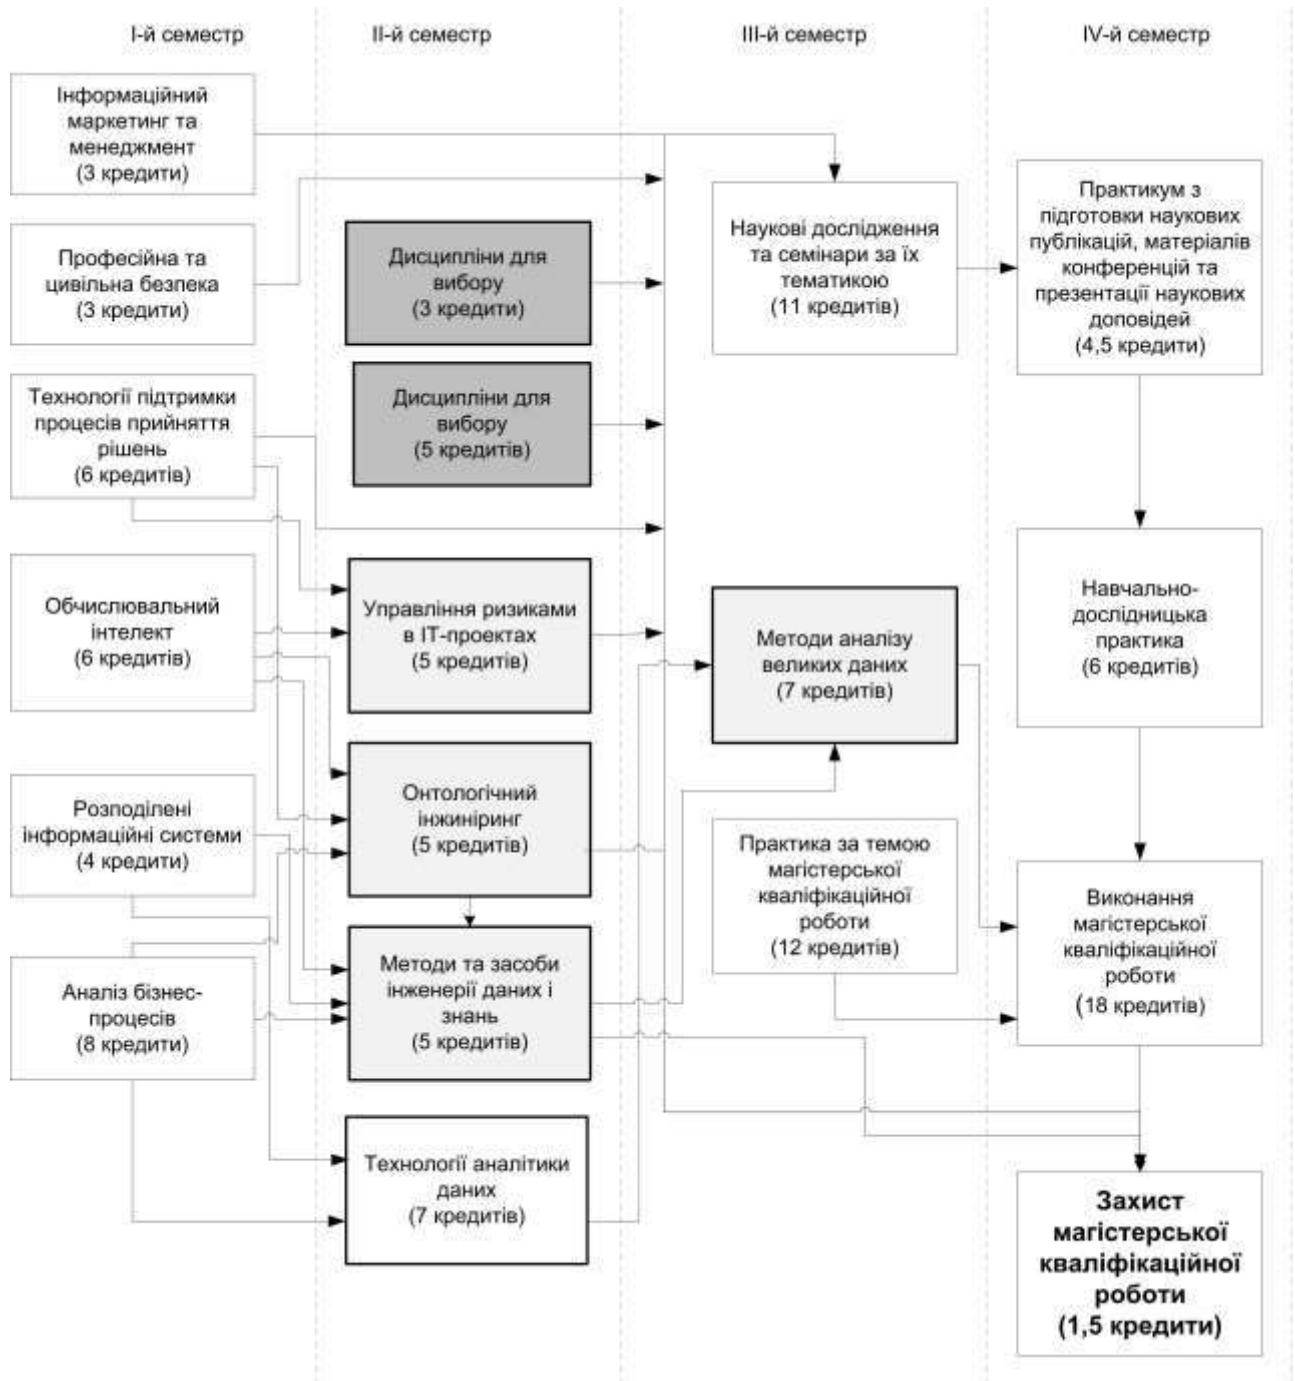 І-й семестр
ІІ-й семестр
ІІІ-й семестр
IV-й семестр
Інформаційний
маркетинг та
менеджмент
(3 кредити)
Професійна та
цивільна безпека
(3 кредити)
Технології підтримки
процесів прийняття
рішень
(6 кредитів)
Обчислювальний
інтелект
(6 кредитів)
Розподілені
інформаційні системи
(4 кредити)
Аналіз бізнес-
процесів
(8 кредити)
Дисципліни для
вибору
(3 кредити)
Дисципліни для
вибору
(5 кредитів)
Управління ризиками
в ІТ-проектах
(5 кредитів)
Онтологічний
інжиніринг
(5 кредитів)
Методи та засоби
інженерії даних і
знань
(5 кредитів)
Технології аналітики
даних
(7 кредитів)
Наукові дослідження
та семінари за їх
тематикою
(11 кредитів)
Методи аналізу
великих даних
(7 кредитів)
Практика за темою
магістерської
кваліфікаційної
роботи
(12 кредитів)
Практикум з
підготовки наукових
публікацій, матеріалів
конференцій та
презентації наукових
доповідей
(4,5 кредити)
Навчально-
дослідницька
практика
(6 кредитів)
Виконання
магістерської
кваліфікаційної
роботи
(18 кредитів)
Захист
магістерської
кваліфікаційної
роботи
(1,5 кредити)